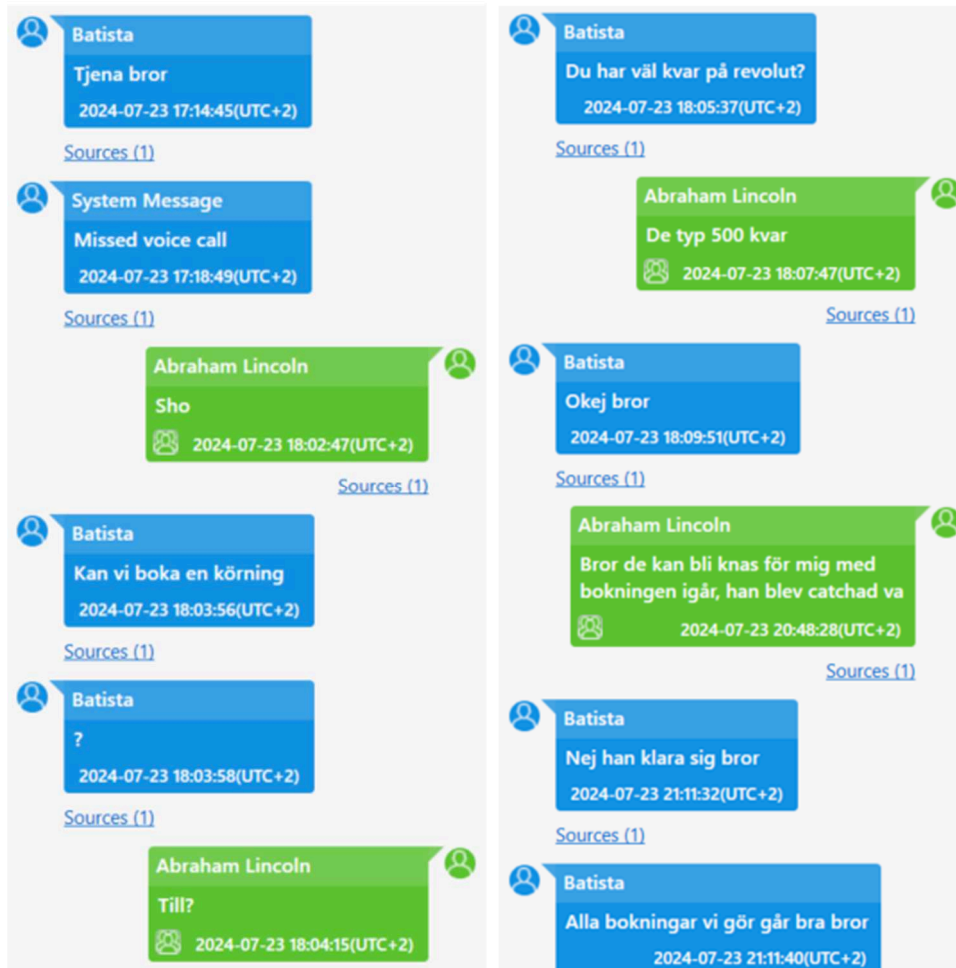 Batista
Tjena bror
2024-07-23 17:14:45(UTC+2)
Sources (1)
System Message
Missed voice call
2024-07-23 17:18:49(UTC+2)
Sources (1)
Abraham Lincoln
Sho
2024-07-23 18:02:47(UTC+2)
Sources (1)
Batista
Kan vi boka en körning
2024-07-23 18:03:56(UTC+2)
Sources (1)
Batista
?
2024-07-23 18:03:58(UTC+2)
Sources (1)
Abraham Lincoln
Till?
2024-07-23 18:04:15(UTC+2)
Batista
Du har väl kvar på revolut?
2024-07-23 18:05:37(UTC+2)
Sources (1)
Abraham Lincoln
De typ 500 kvar
2024-07-23 18:07:47(UTC+2)
Sources (1)
Batista
Okej bror
2024-07-23 18:09:51(UTC+2)
Sources (1)
Abraham Lincoln
Bror de kan bli knas för mig med
bokningen igår, han blev catchad va
2024-07-23 20:48:28(UTC+2)
Sources (1)
Batista
Nej han klara sig bror
2024-07-23 21:11:32(UTC+2)
Sources (1)
Batista
Alla bokningar vi gör går bra bror
2024-07-23 21:11:40(UTC+2)